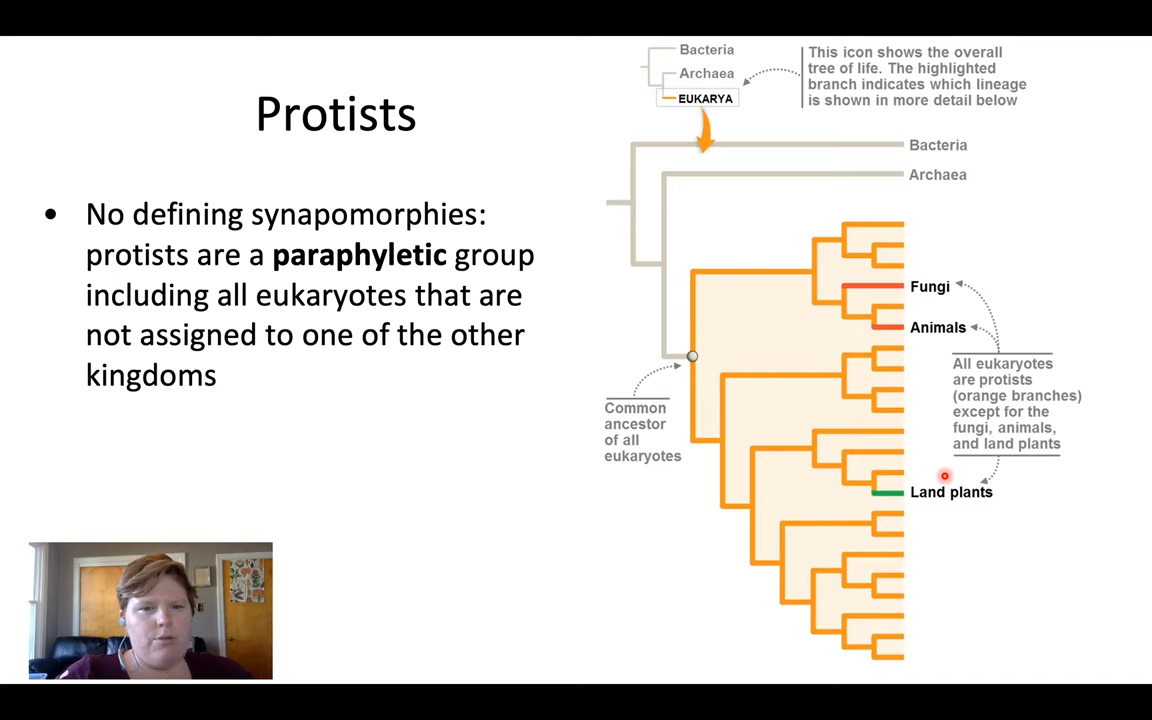 Protists
• No defining synapomorphies:
protists are a paraphyletic group
including all eukaryotes that are
not assigned to one of the other
kingdoms
Bacteria
Archaea
EUKARYA
This icon shows the overall
tree of life. The highlighted
branch indicates which lineage
is shown in more detail below
Bacteria
Archaea
Fungi
Animals
All eukaryotes
are protists
(orange branches)
except for the
fungi, animals,
and land plants
Common
ancestor
of all
eukaryotes
Land plants